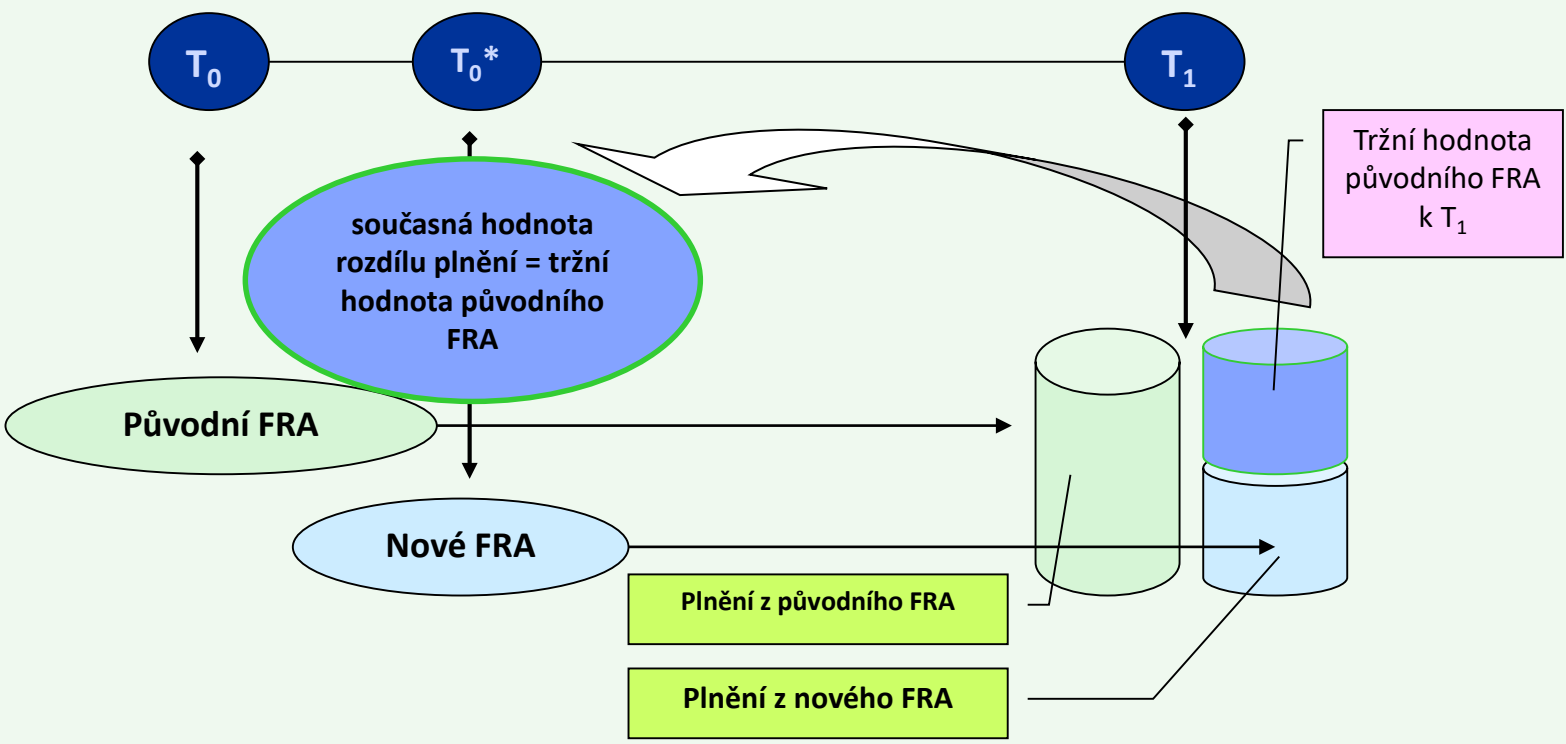 T₀
T₀*
T₁
Tržní hodnota
původního FRA
k T₁
současná hodnota
rozdílu plnění = tržní
hodnota původního
FRA
Původní FRA
Nové FRA
Plnění z původního FRA
Plnění z nového FRA